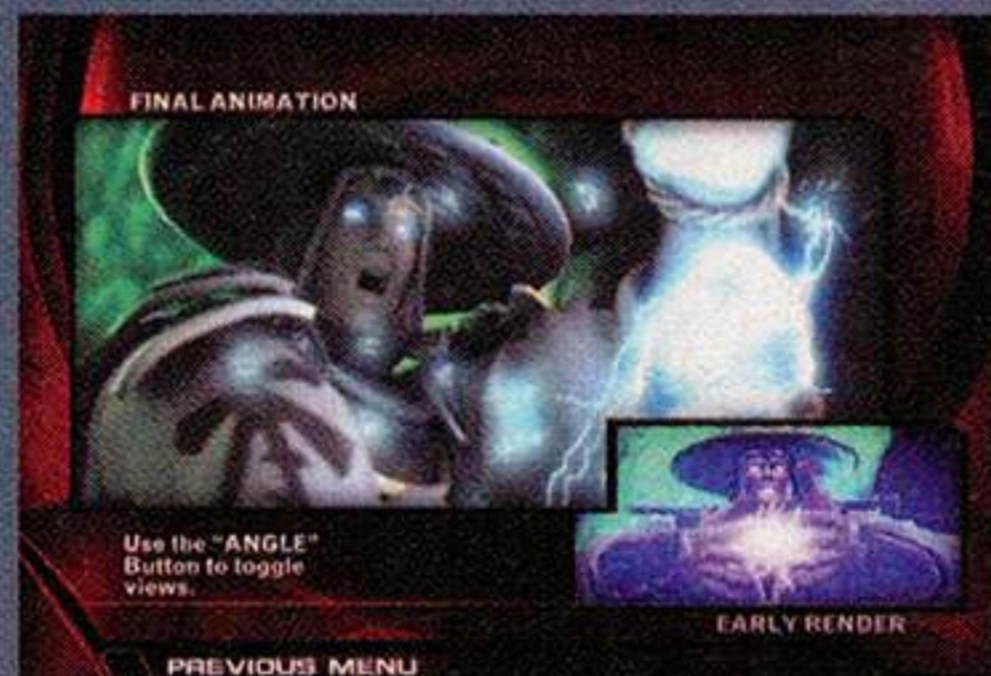 FINAL ANIMATION
Use the "ANGLE"
Button to toggle
views.
EARLY RENDER
PREVIOUS MENU